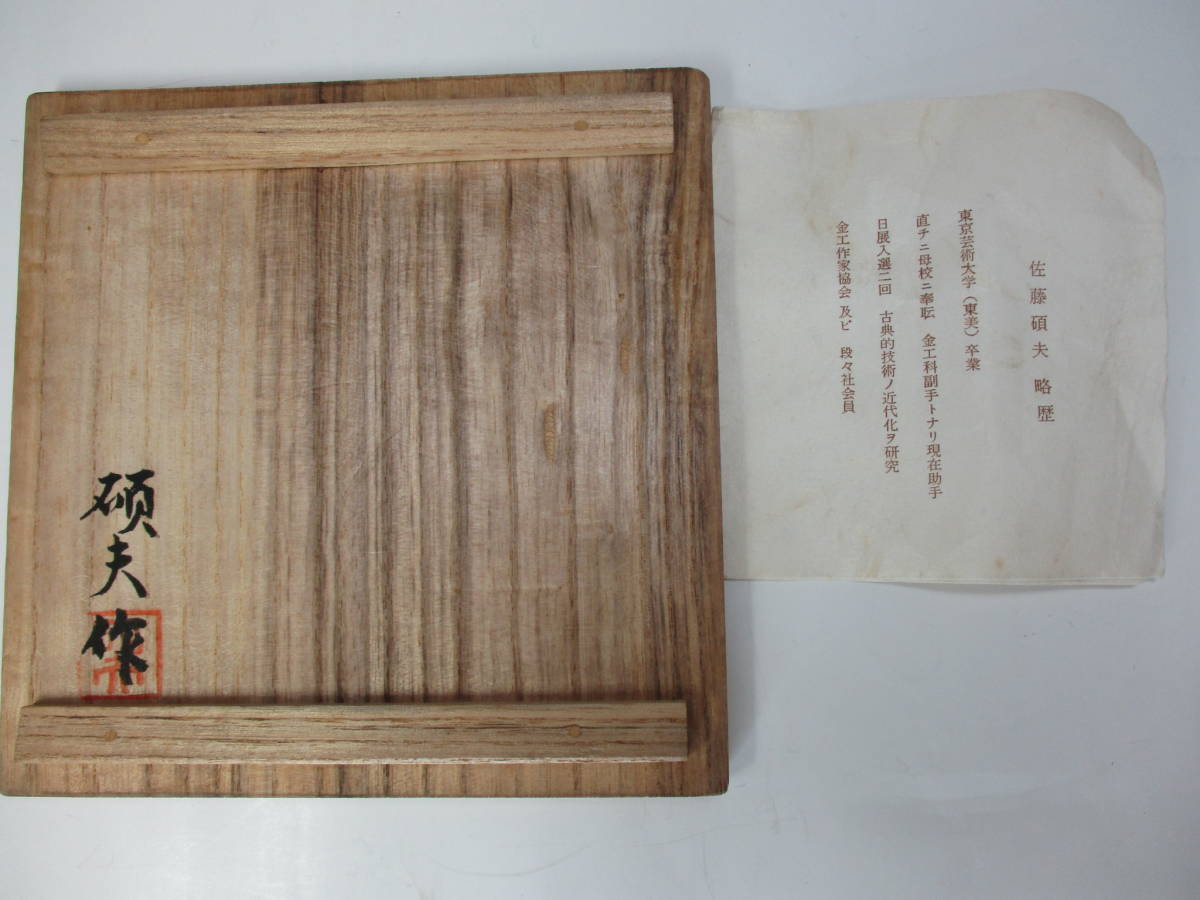 佐藤碩夫 略歴
東京芸術大学（東美）卒業
直チニ母校ニ奉転 金工科副手トナリ現在助手
日展入選二回 古典的技術ノ近代化ヲ研究
金工作家協会 及ビ 段々社会員
碩夫作